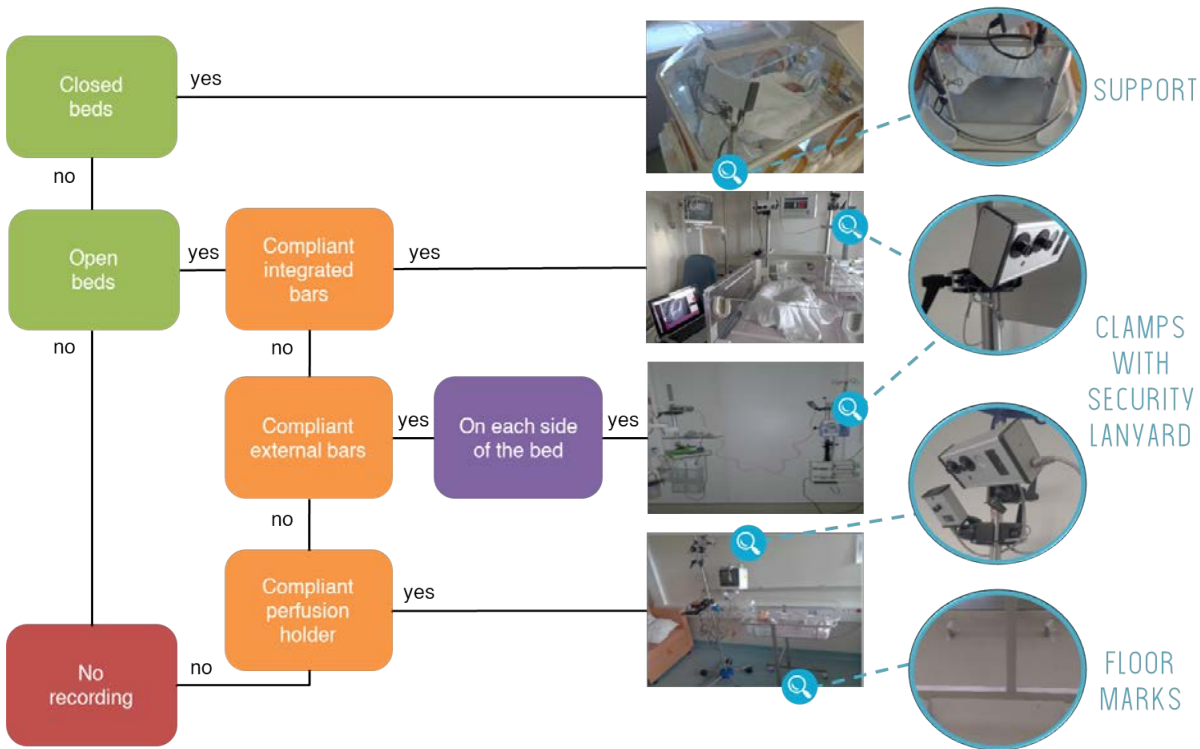 Closed
beds
yes
SUPPORT
no
Open
beds
yes
Compliant
integrated
bars
yes
no
no
CLAMPS
WITH
SECURITY
LANYARD
Compliant
external bars
yes
On each side
of the bed
yes
no
Compliant
perfusion
holder
yes
No
recording
no
FLOOR
MARKS